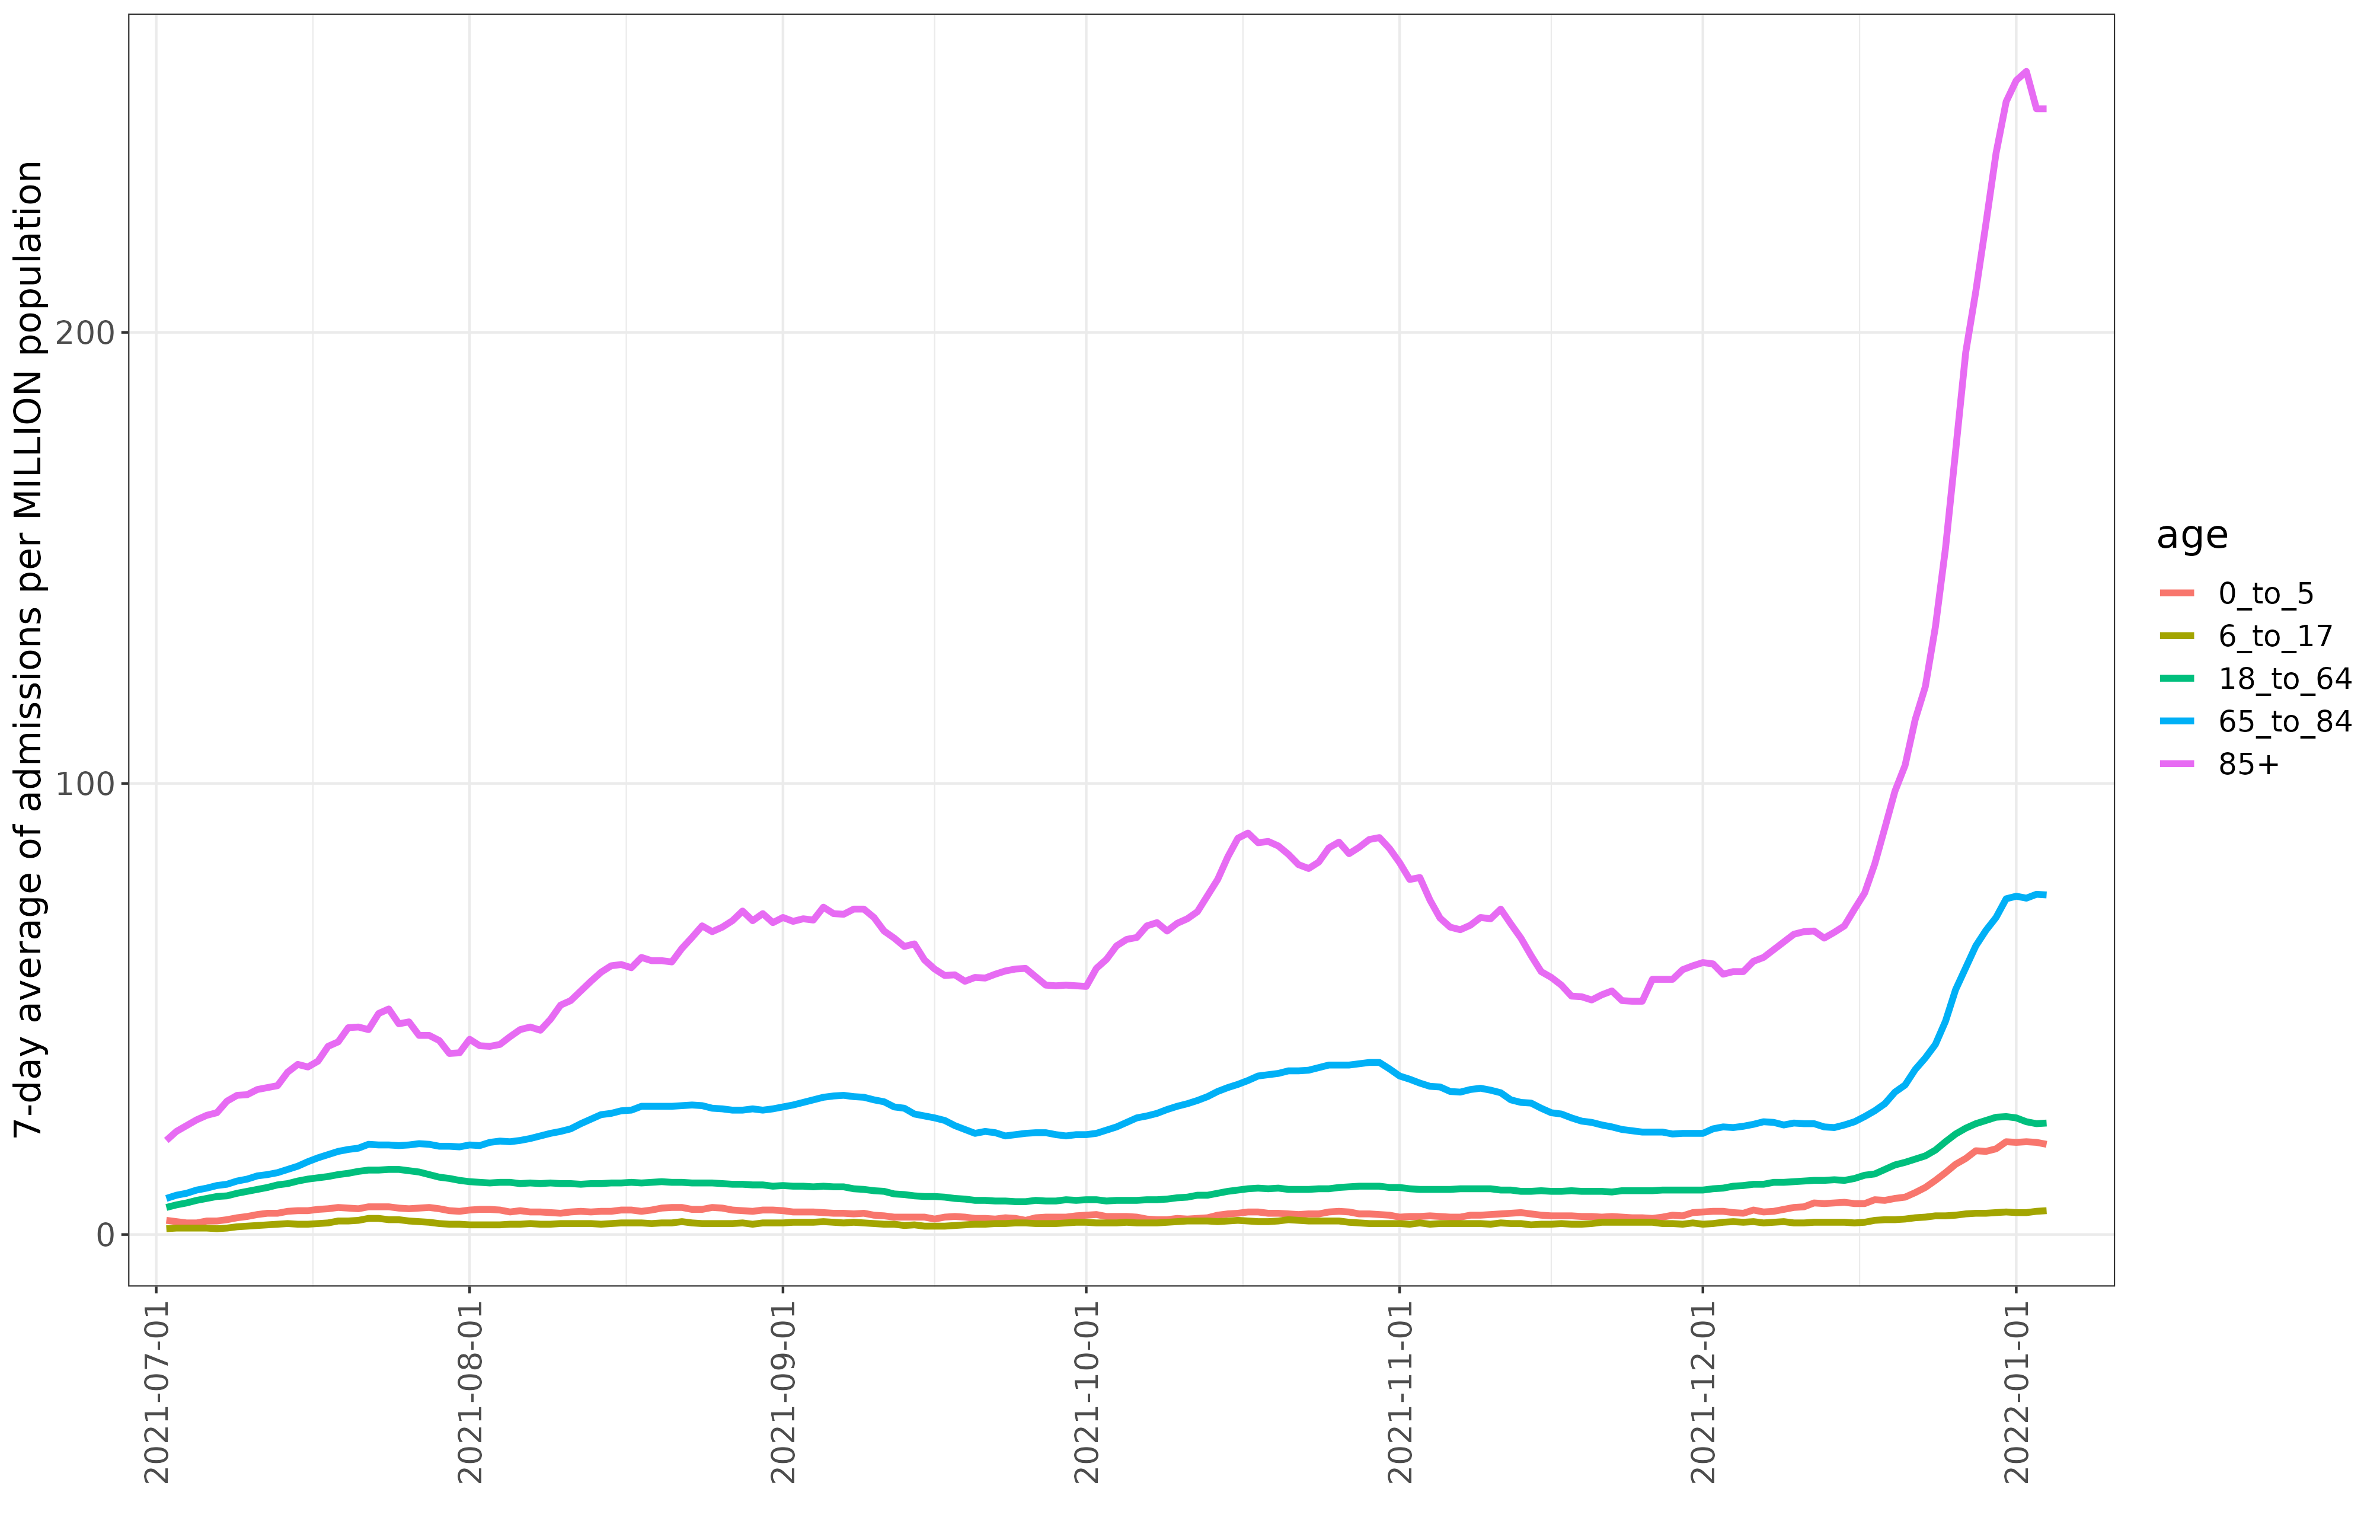 7-day average of admissions per MILLION population
200
100
0
2021-07-01
2021-08-01
2021-09-01
2021-10-01
2021-11-01
2021-12-01
2022-01-01
age
0_to_5
6_to_17
18_to_64
65_to_84
85+